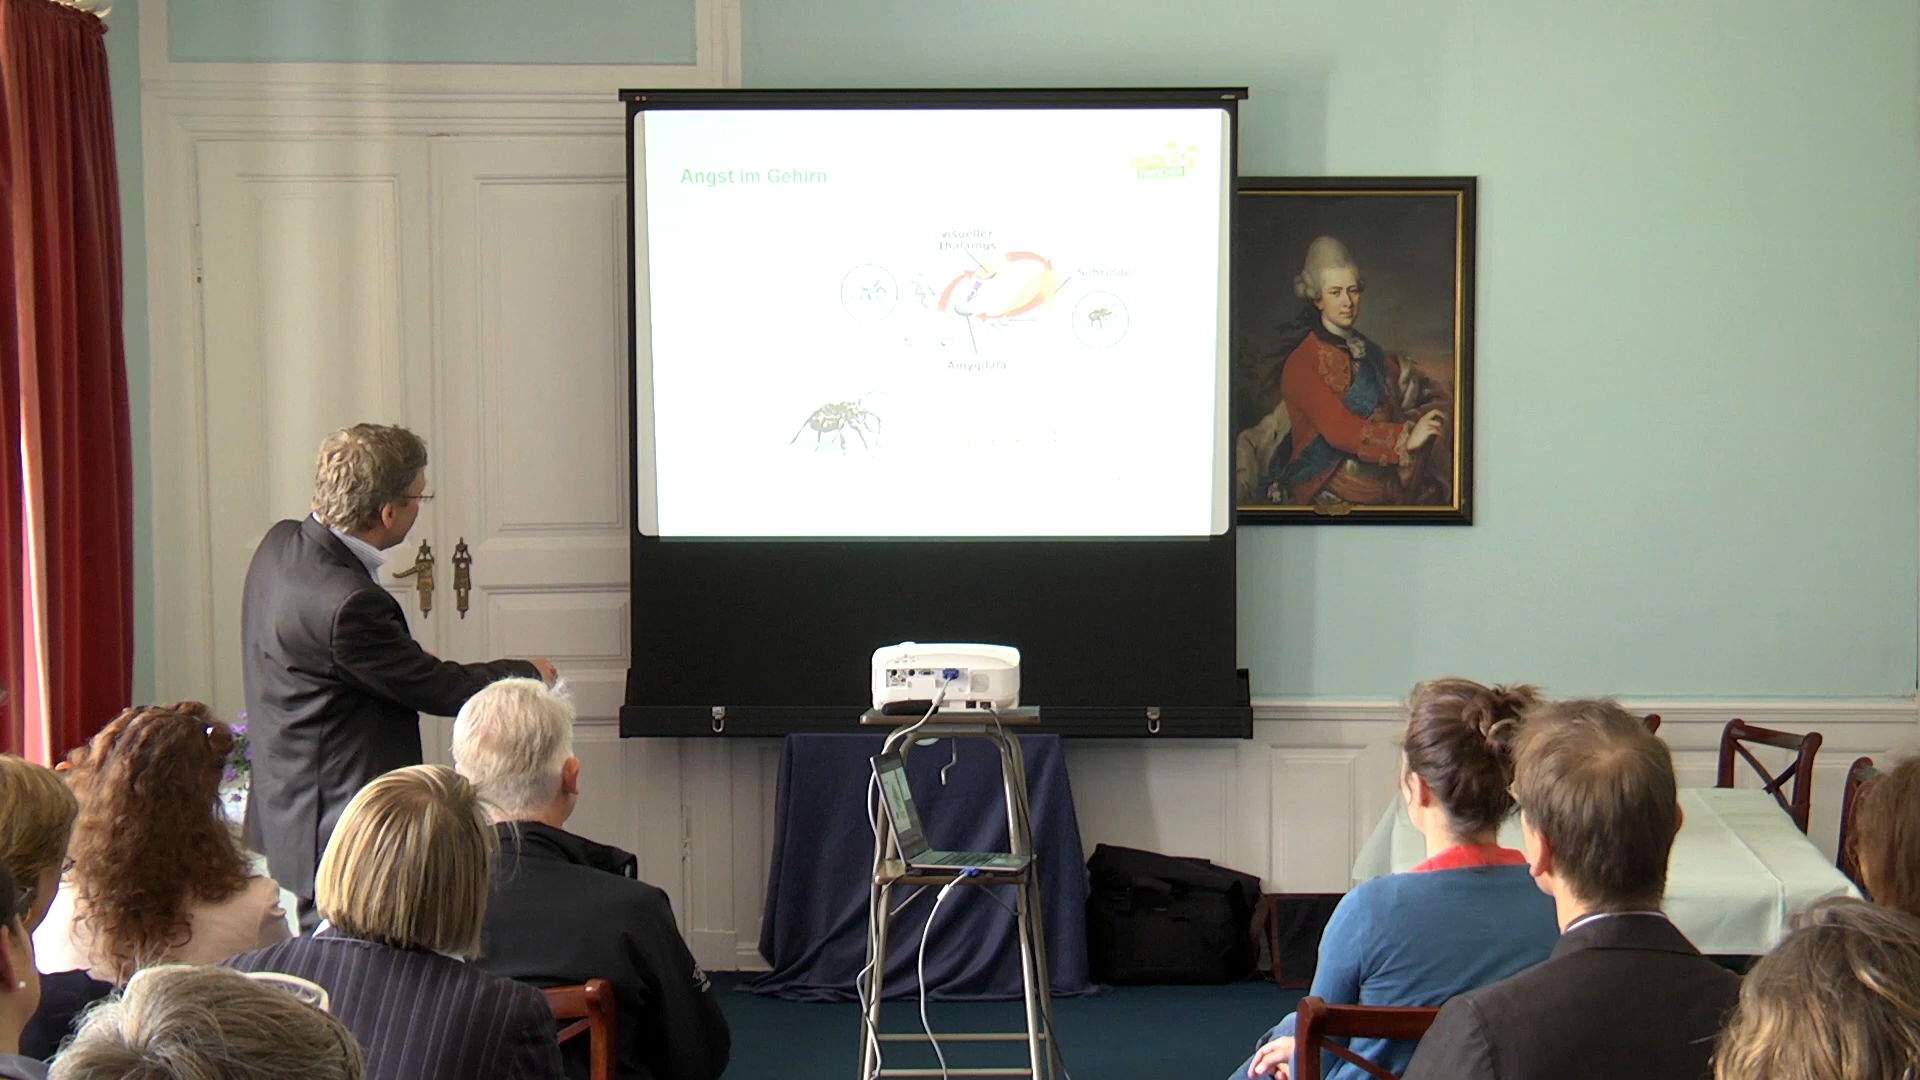 Angst im Gehirn
visueller
Thalamus
Sehrinde
Amygdala